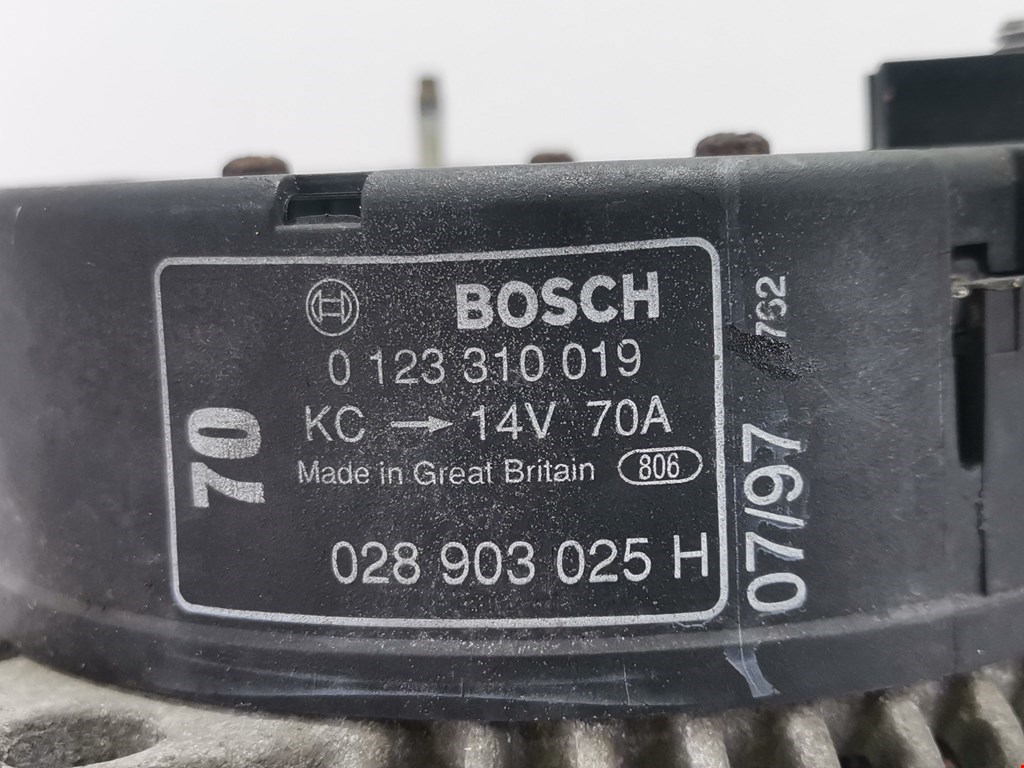 BOSCH
0 123 310 019
KC → 14V 70A
Made in Great Britain 806
028 903 025 H
70
07/97 762